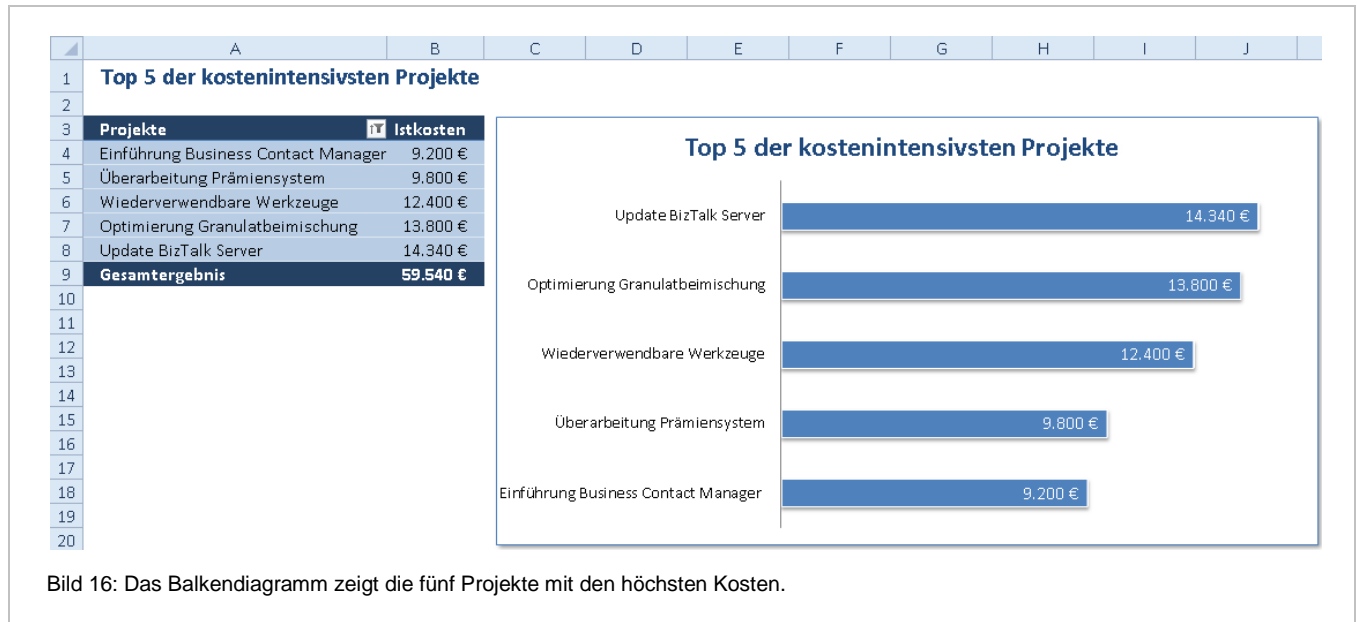 A B C D E F G H I J
1 Top 5 der kostenintensivsten Projekte
2
3 Projekte Istkosten
4 Einführung Business Contact Manager 9.200 €
5 Überarbeitung Prämiensystem 9.800 €
6 Wiederverwendbare Werkzeuge 12.400 €
7 Optimierung Granulatbeimischung 13.800 €
8 Update BizTalk Server 14.340 €
9 Gesamtergebnis 59.540 €
10
11
12
13
14
15
16
17
18
19
20
Top 5 der kostenintensivsten Projekte
Update BizTalk Server 14.340 €
Optimierung Granulatbeimischung 13.800 €
Wiederverwendbare Werkzeuge 12.400 €
Überarbeitung Prämiensystem 9.800 €
Einführung Business Contact Manager 9.200 €
Bild 16: Das Balkendiagramm zeigt die fünf Projekte mit den höchsten Kosten.